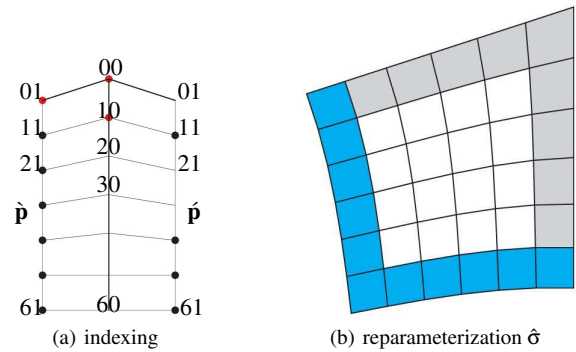 00
01 01
11 10 11
21 20 21
30
p̀ ṕ
61 60 61
(a) indexing (b) reparameterization σ̂